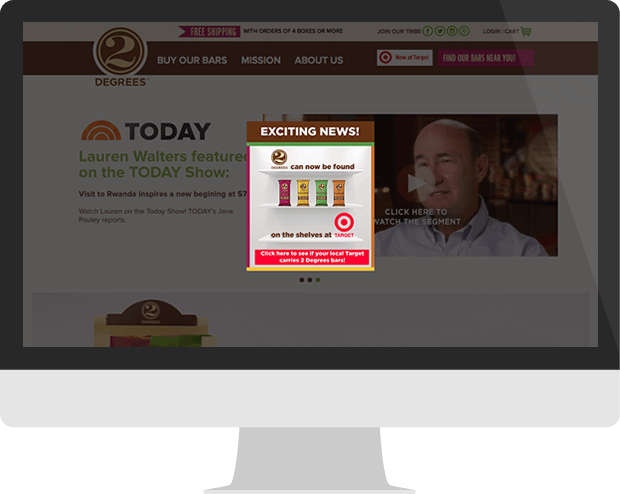 FREE SHIPPING WITH ORDERS OF 4 BOXES OR MORE
JOIN OUR TRIBE
LOGIN | CART
2
DEGREES
BUY OUR BARS MISSION ABOUT US
Now at Target
FIND OUR BARS NEAR YOU!
TODAY
Lauren Walters feature
on the TODAY Show:
Visit to Rwanda inspires a new begining at 57
Watch Lauren on the Today Show! TODAY's Jane
Pauley reports.
CLICK HERE TO
WATCH THE SEGMENT
EXCITING NEWS!
2
DEGREES
can now be found
on the shelves at
TARGET
Click here to see if your local Target
carries 2 Degrees bars!
2
DEGREES